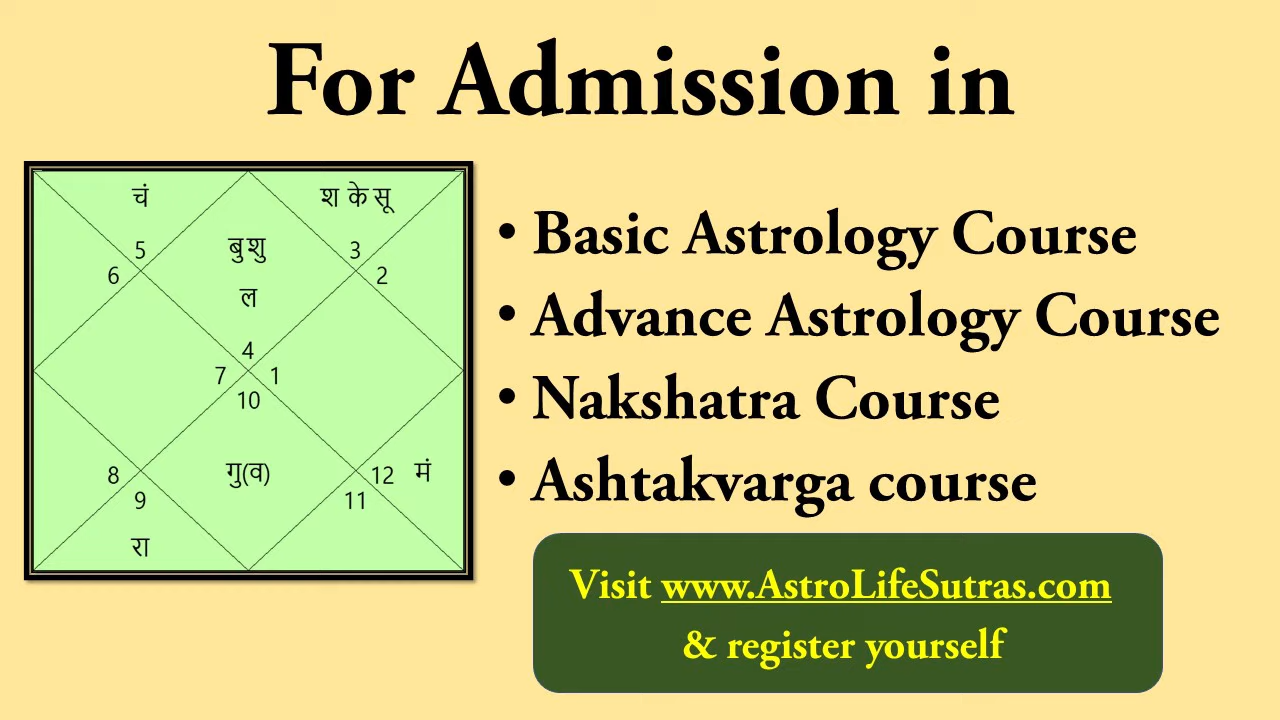 For Admission in
चं
श के सू
5
बु शु
3
6
2
ल
4
7
1
10
8
गु(व)
12 मं
9
11
रा
• Basic Astrology Course
• Advance Astrology Course
• Nakshatra Course
• Ashtakvarga course
Visit www.AstroLifeSutras.com
& register yourself